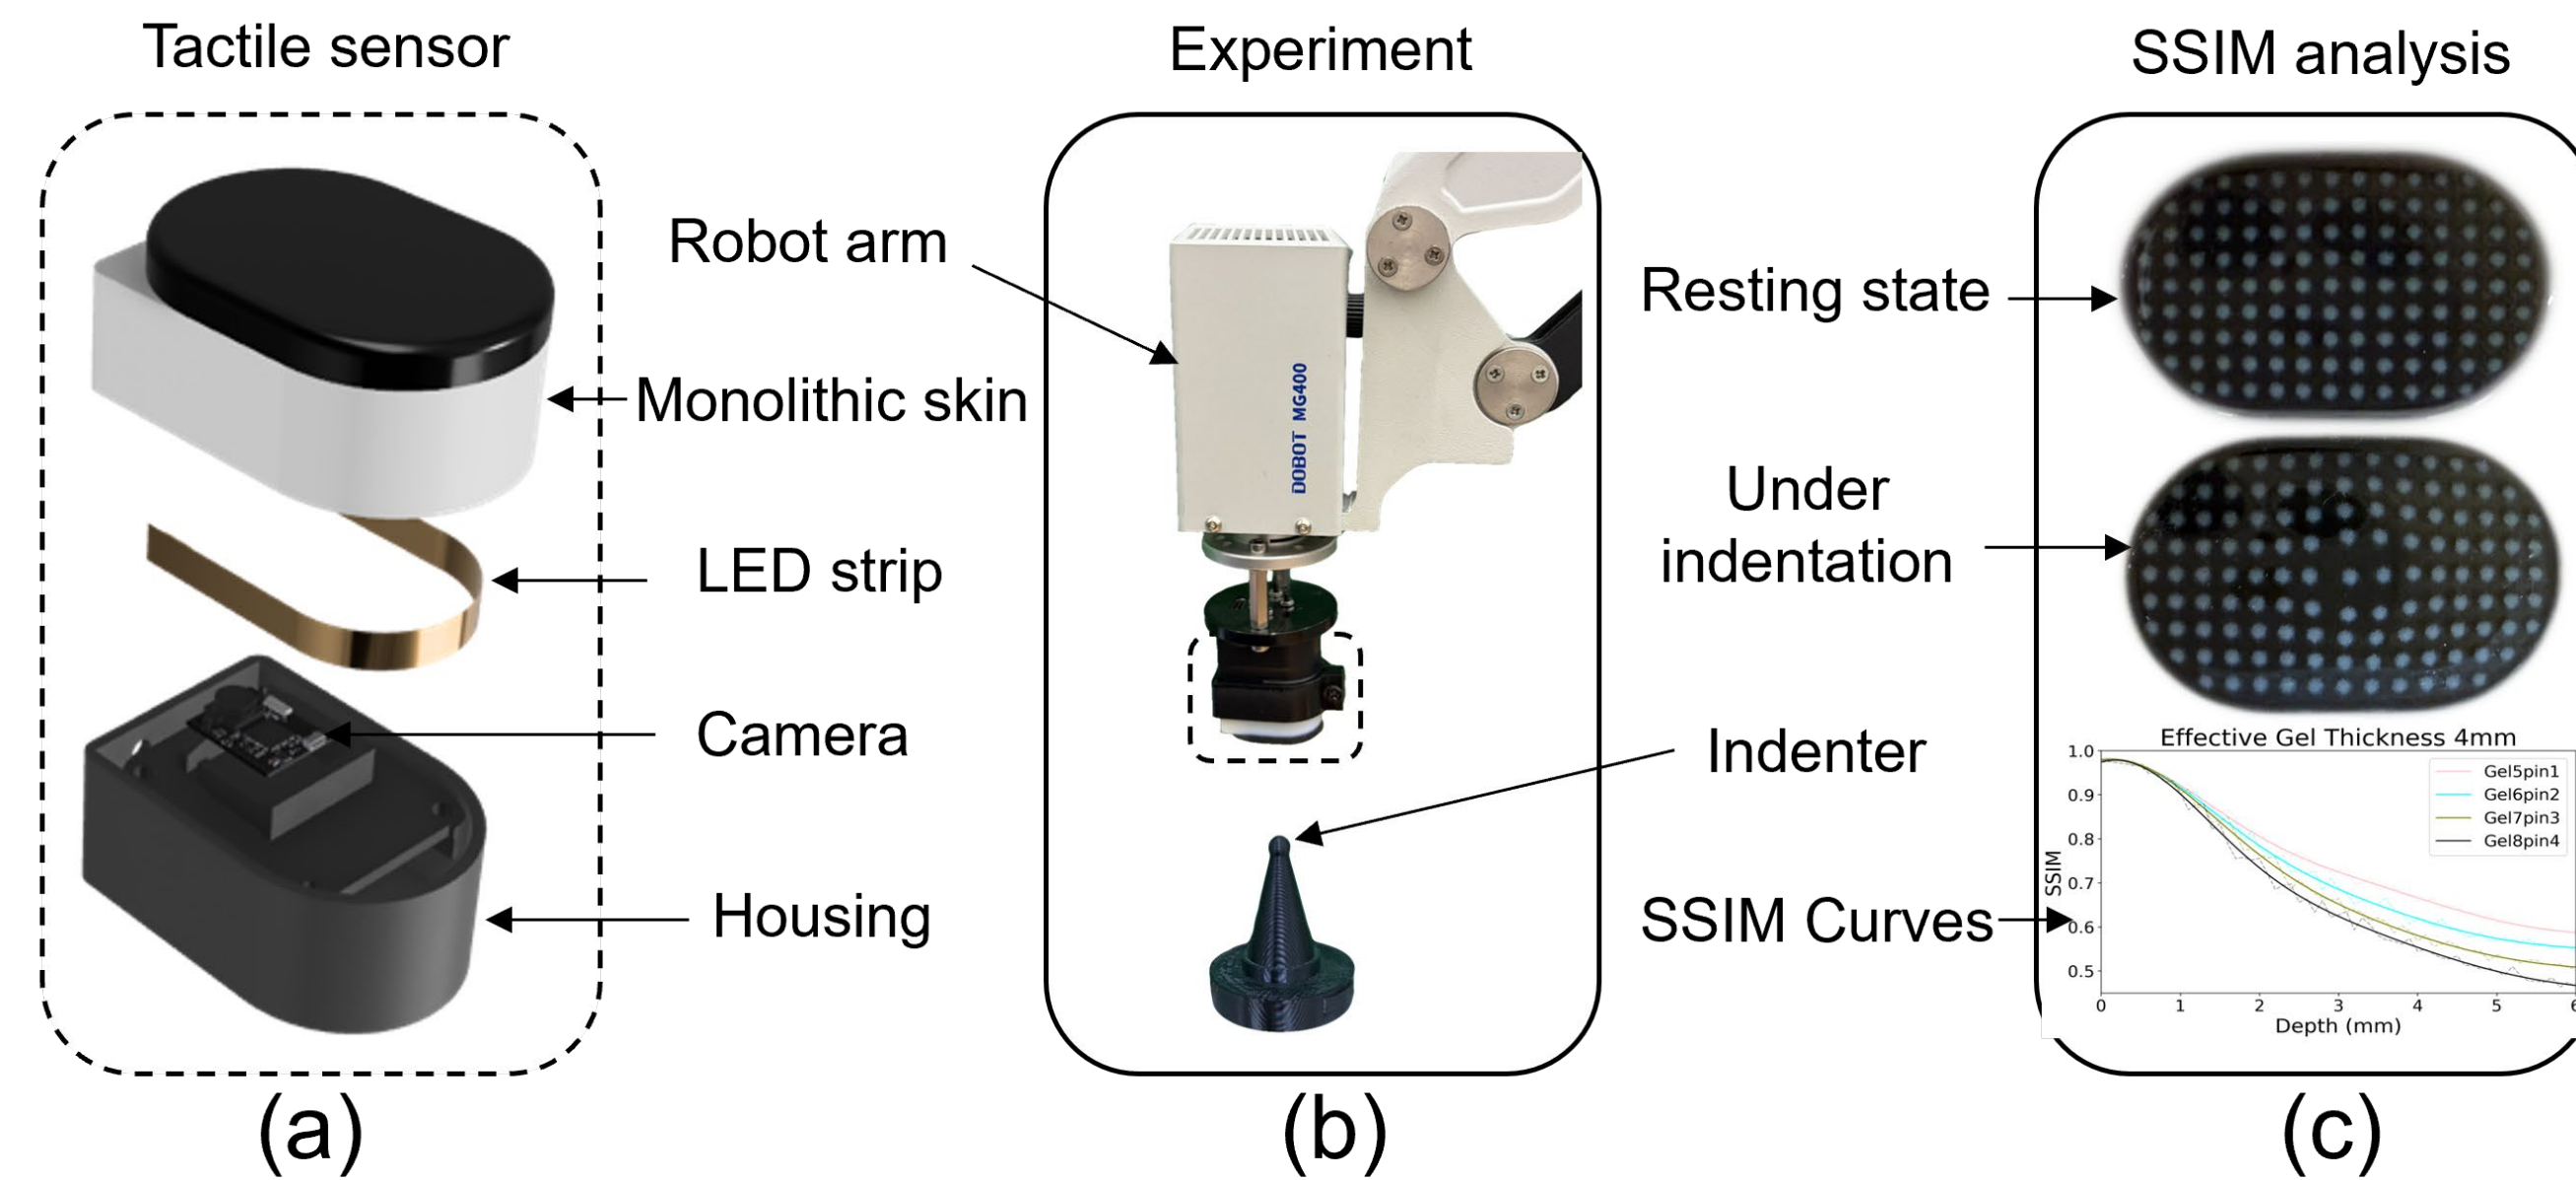 Tactile sensor
Experiment
SSIM analysis
Robot arm
Monolithic skin
LED strip
Camera
Housing
DOBOT MG400
Resting state
Under
indentation
Indenter
SSIM Curves
Effective Gel Thickness 4mm
1.0
0.9
0.8
0.7
0.6
0.5
SSIM
Gel5pin1
Gel6pin2
Gel7pin3
Gel8pin4
0 1 2 3 4 5 6
Depth (mm)
(a)
(b)
(c)